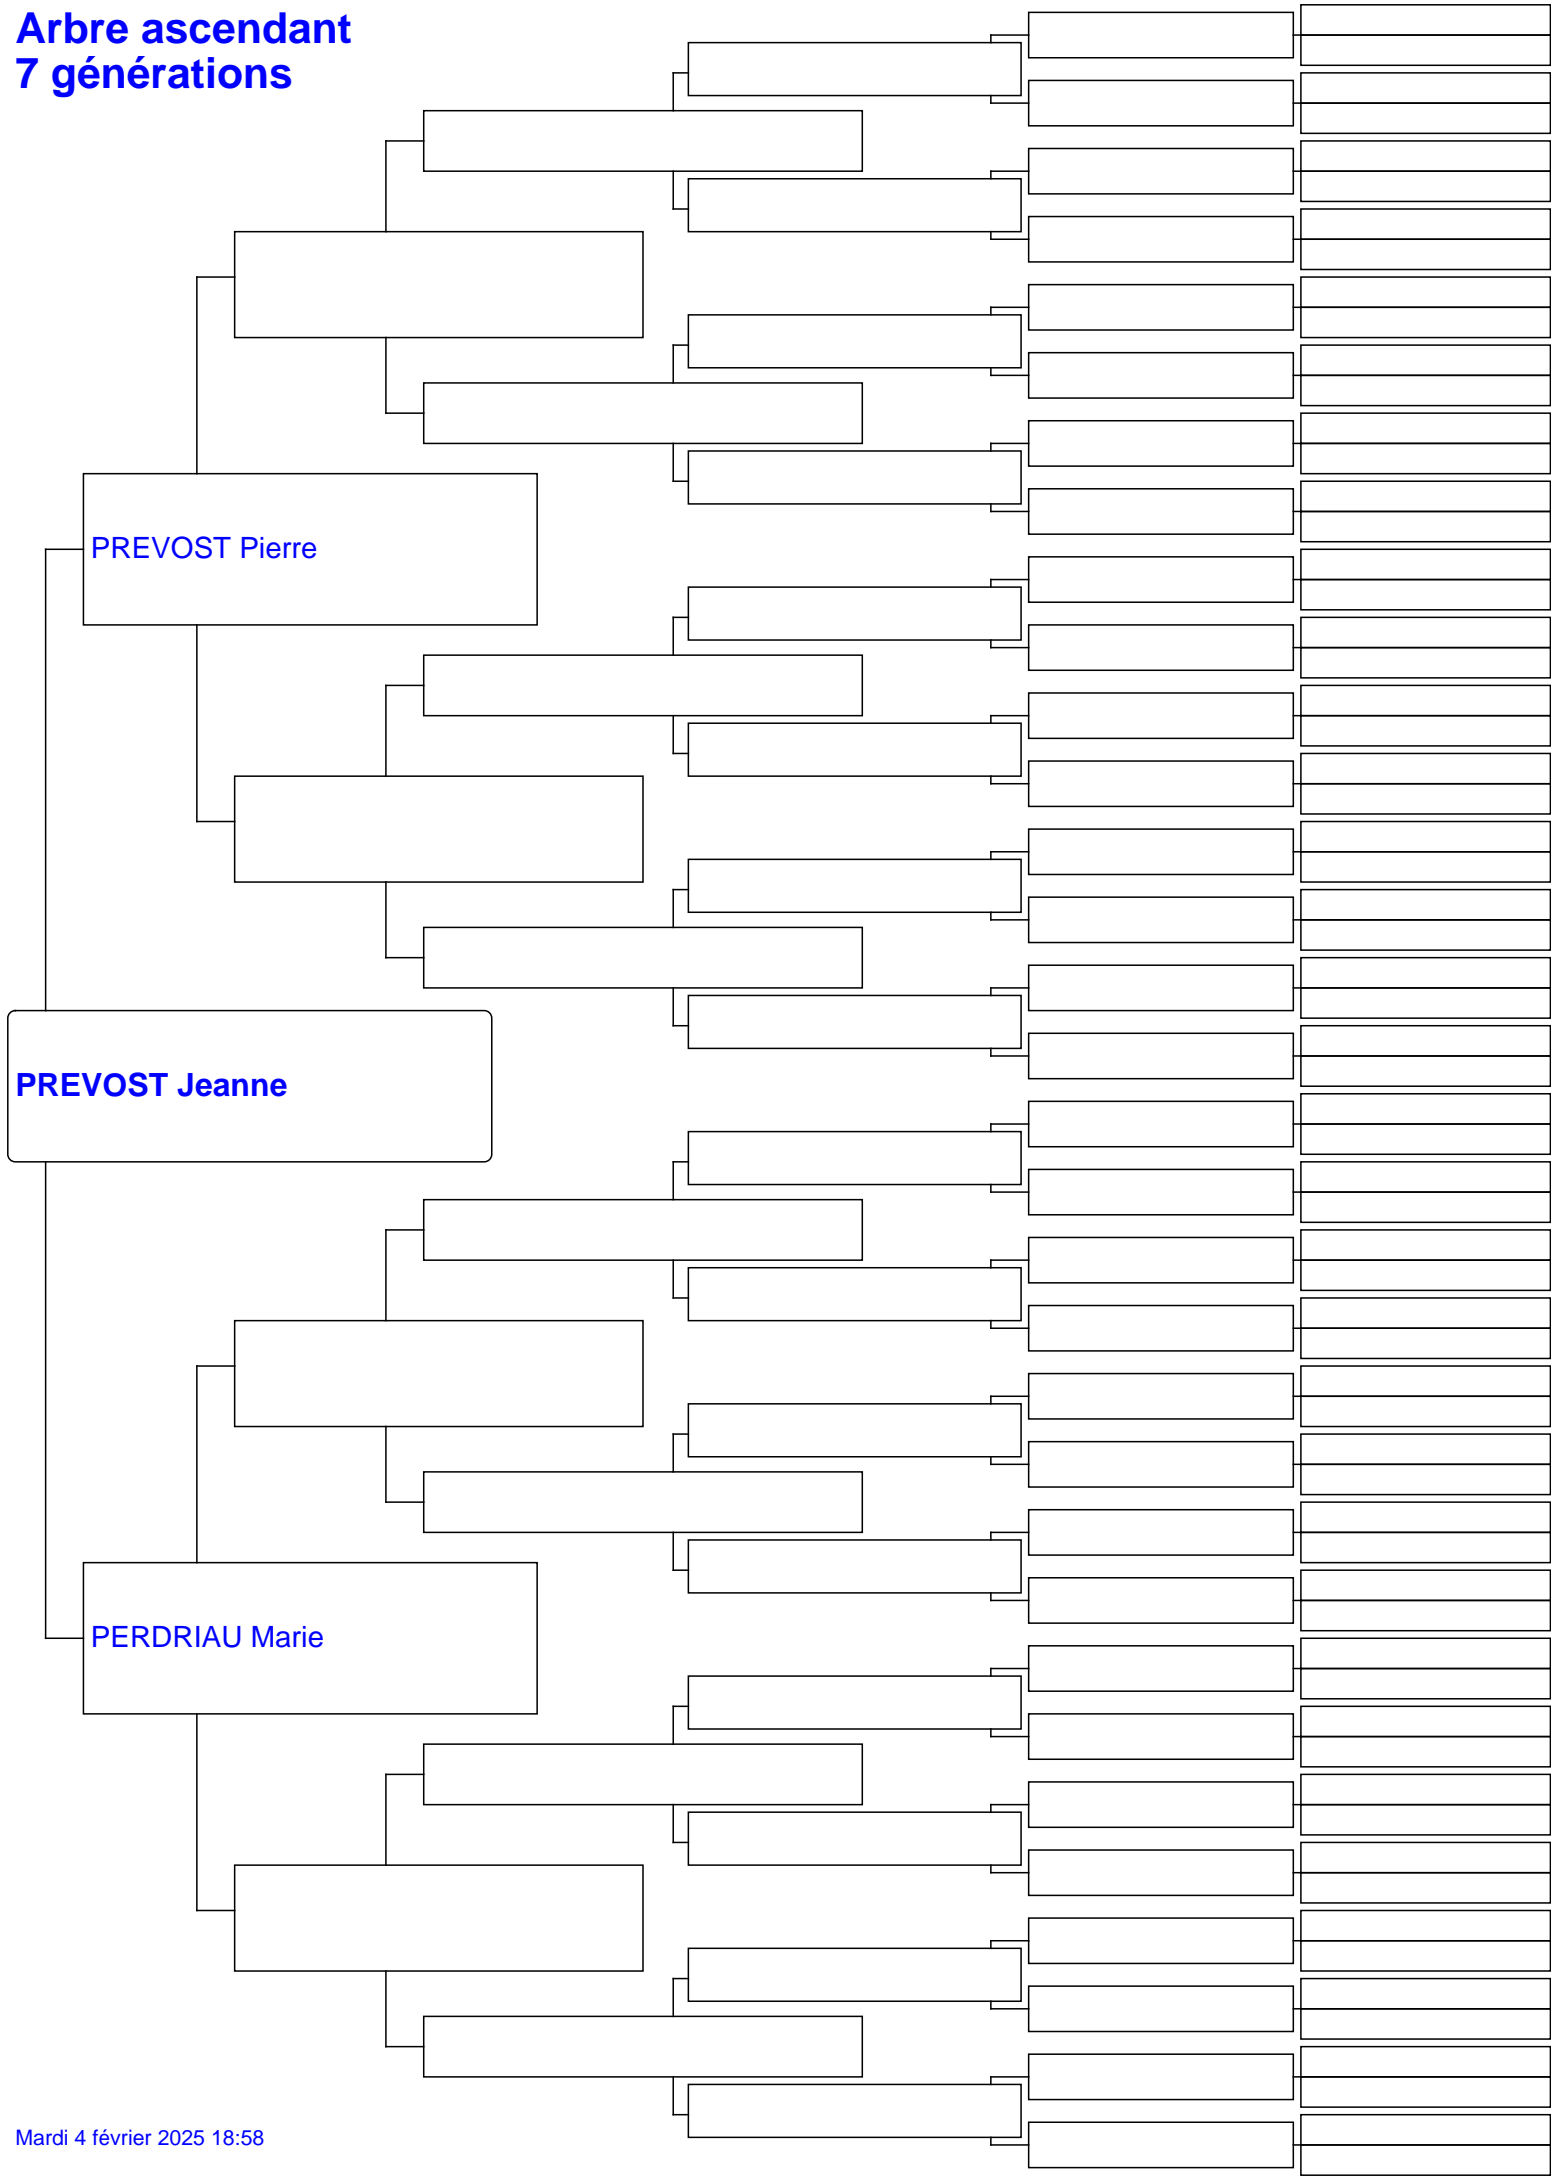 Arbre ascendant
7 générations
PREVOST Pierre
PREVOST Jeanne
PERDRIAU Marie
Mardi 4 février 2025 18:58